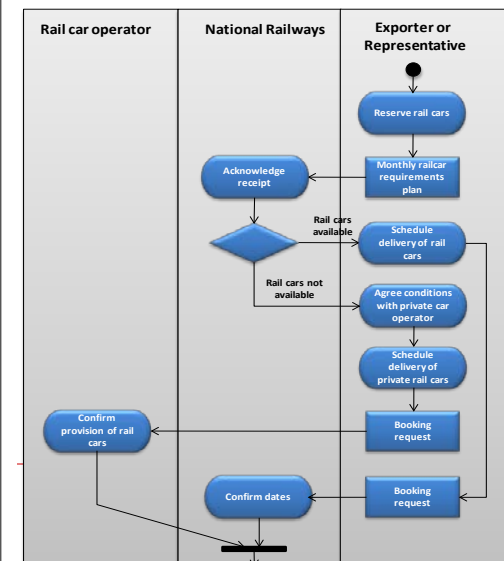 Rail car operator
National Railways
Exporter or
Representative
Reserve rail cars
Monthly railcar
requirements
plan
Acknowledge
receipt
Rail cars
available
Schedule
delivery of rail
cars
Rail cars not
available
Agree conditions
with private car
operator
Schedule
delivery of
private rail cars
Confirm
provision of rail
cars
Booking
request
Confirm dates
Booking
request